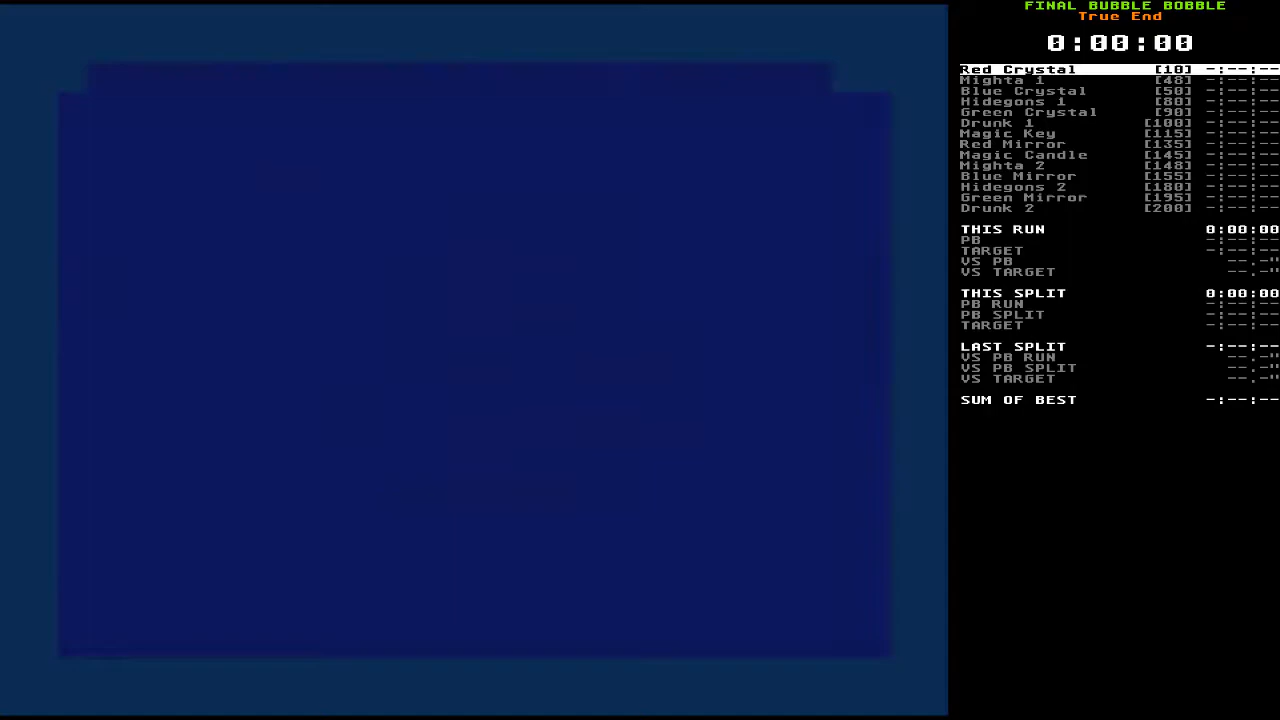 FINAL BUBBLE BOBBLE
True End
0:00:00
Red Crystal [10] -:--:--
Mighta 1 [48] -:--:--
Blue Crystal [50] -:--:--
Hidegons 1 [80] -:--:--
Green Crystal [90] -:--:--
Drunk 1 [100] -:--:--
Magic Key [115] -:--:--
Red Mirror [135] -:--:--
Magic Candle [145] -:--:--
Mighta 2 [148] -:--:--
Blue Mirror [155] -:--:--
Hidegons 2 [180] -:--:--
Green Mirror [195] -:--:--
Drunk 2 [200] -:--:--
THIS RUN 0:00:00
PB -:--:--
TARGET -:--:--
VS PB --.-"
VS TARGET --.-"
THIS SPLIT 0:00:00
PB RUN -:--:--
PB SPLIT -:--:--
TARGET -:--:--
LAST SPLIT -:--:--
VS PB RUN --.-"
VS PB SPLIT --.-"
VS TARGET --.-"
SUM OF BEST -:--:--